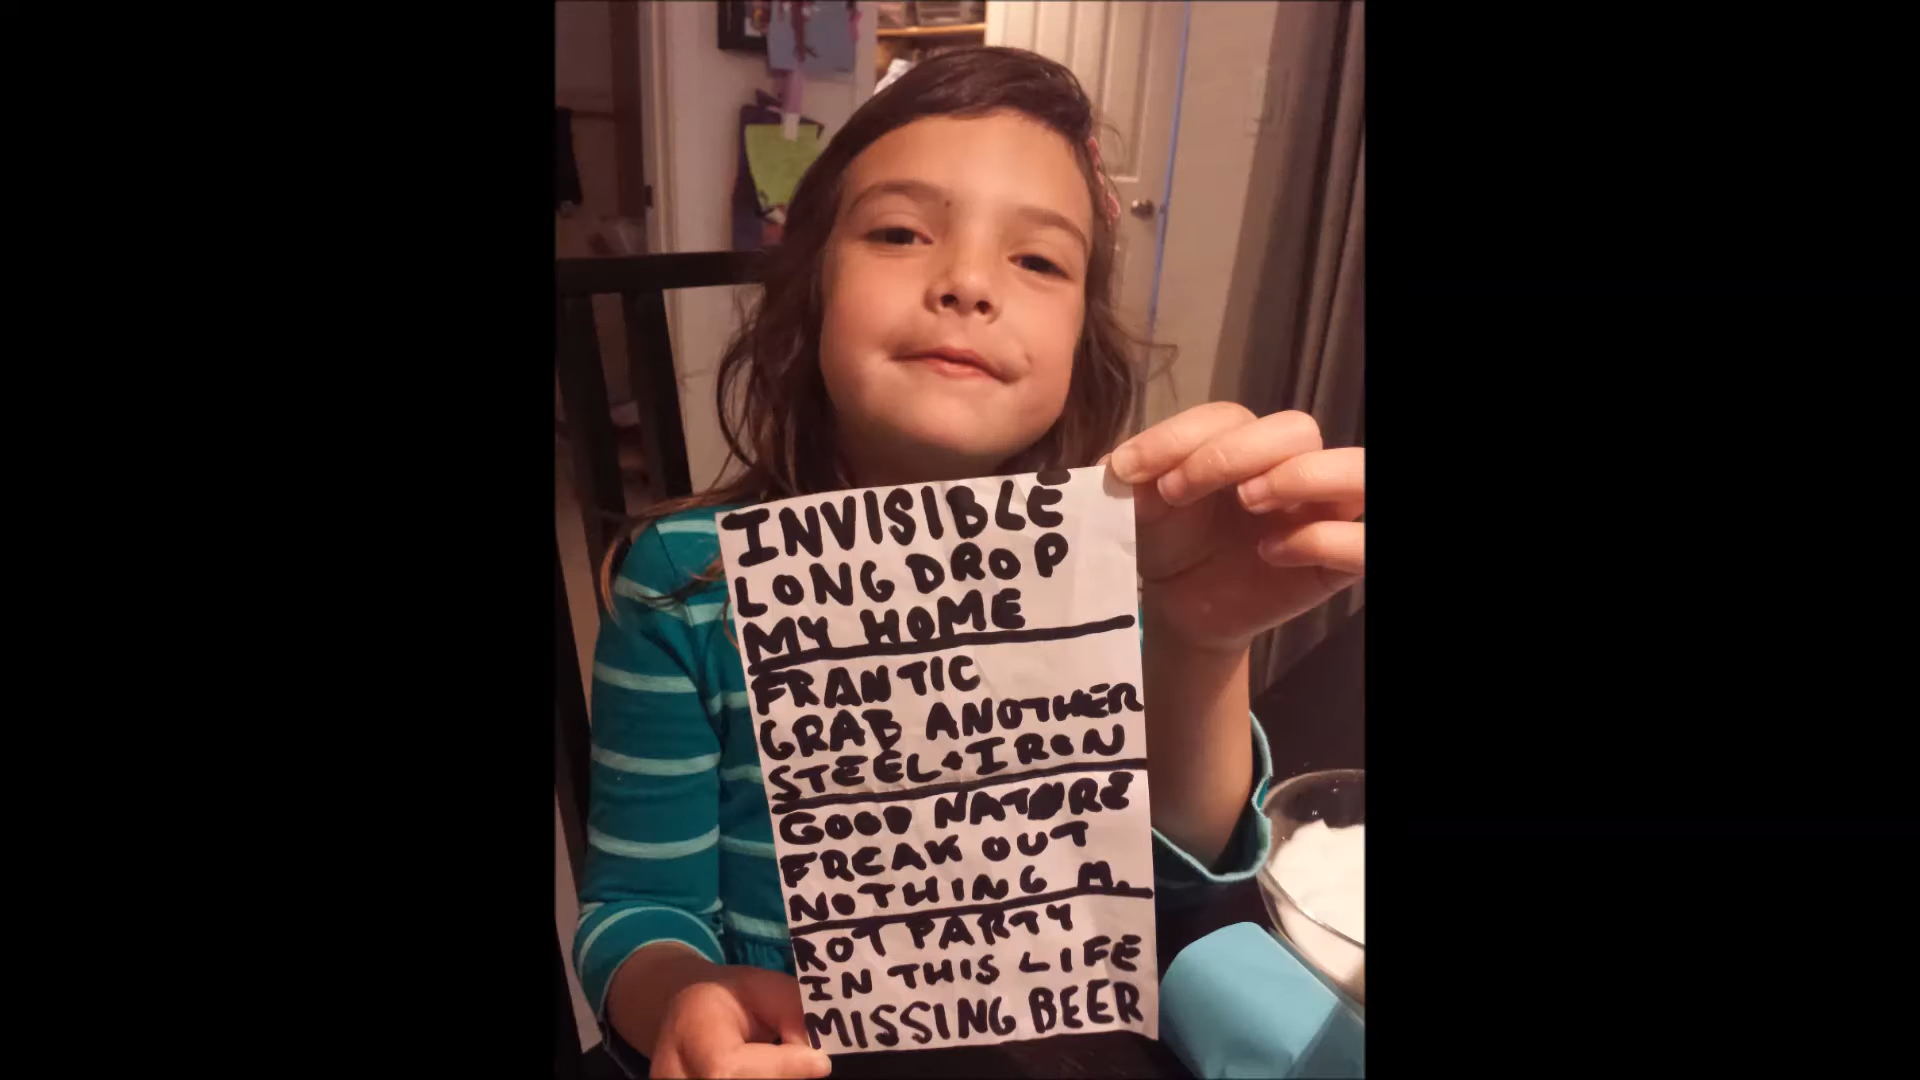 INVISIBLE
LONG DROP
MY HOME
FRANTIC
GRAB ANOTHER
STEEL + IRON
GOOD NATURE
FREAK OUT
NOTHING M.
ROT PARTY
IN THIS LIFE
MISSING BEER